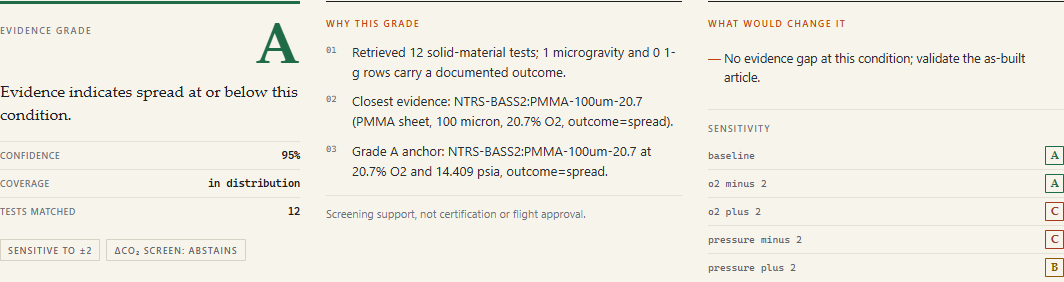 EVIDENCE GRADE
A
Evidence indicates spread at or below this
condition.
CONFIDENCE 95%
COVERAGE in distribution
TESTS MATCHED 12
SENSITIVE TO ±2 ΔCO₂ SCREEN: ABSTAINS
WHY THIS GRADE
01 Retrieved 12 solid-material tests; 1 microgravity and 0 1-
g rows carry a documented outcome.
02 Closest evidence: NTRS-BASS2:PMMA-100um-20.7
(PMMA sheet, 100 micron, 20.7% O2, outcome=spread).
03 Grade A anchor: NTRS-BASS2:PMMA-100um-20.7 at
20.7% O2 and 14.409 psia, outcome=spread.
Screening support, not certification or flight approval.
WHAT WOULD CHANGE IT
— No evidence gap at this condition; validate the as-built
article.
SENSITIVITY
baseline A
o2 minus 2 A
o2 plus 2 C
pressure minus 2 C
pressure plus 2 B